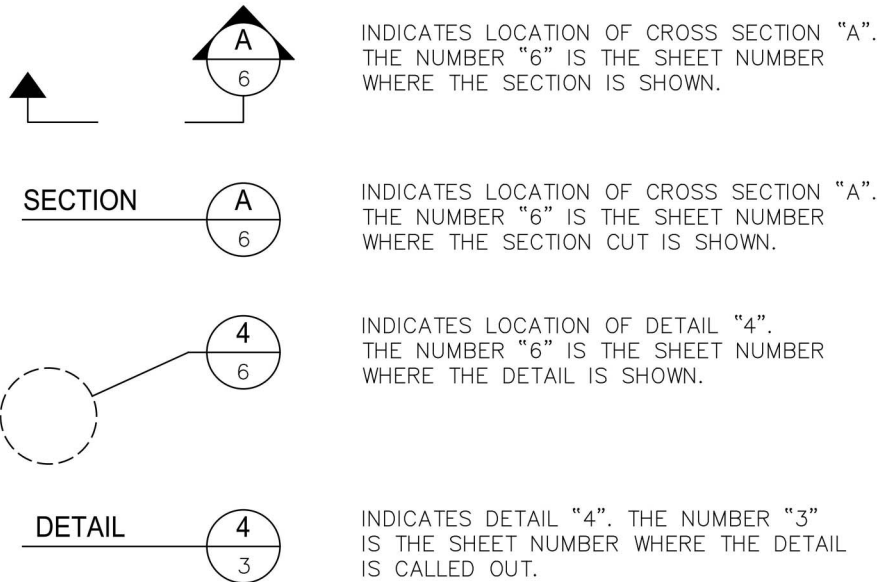 A
6
INDICATES LOCATION OF CROSS SECTION "A".
THE NUMBER "6" IS THE SHEET NUMBER
WHERE THE SECTION IS SHOWN.
SECTION
A
6
INDICATES LOCATION OF CROSS SECTION "A".
THE NUMBER "6" IS THE SHEET NUMBER
WHERE THE SECTION CUT IS SHOWN.
4
6
INDICATES LOCATION OF DETAIL "4".
THE NUMBER "6" IS THE SHEET NUMBER
WHERE THE DETAIL IS SHOWN.
DETAIL
4
3
INDICATES DETAIL "4". THE NUMBER "3"
IS THE SHEET NUMBER WHERE THE DETAIL
IS CALLED OUT.